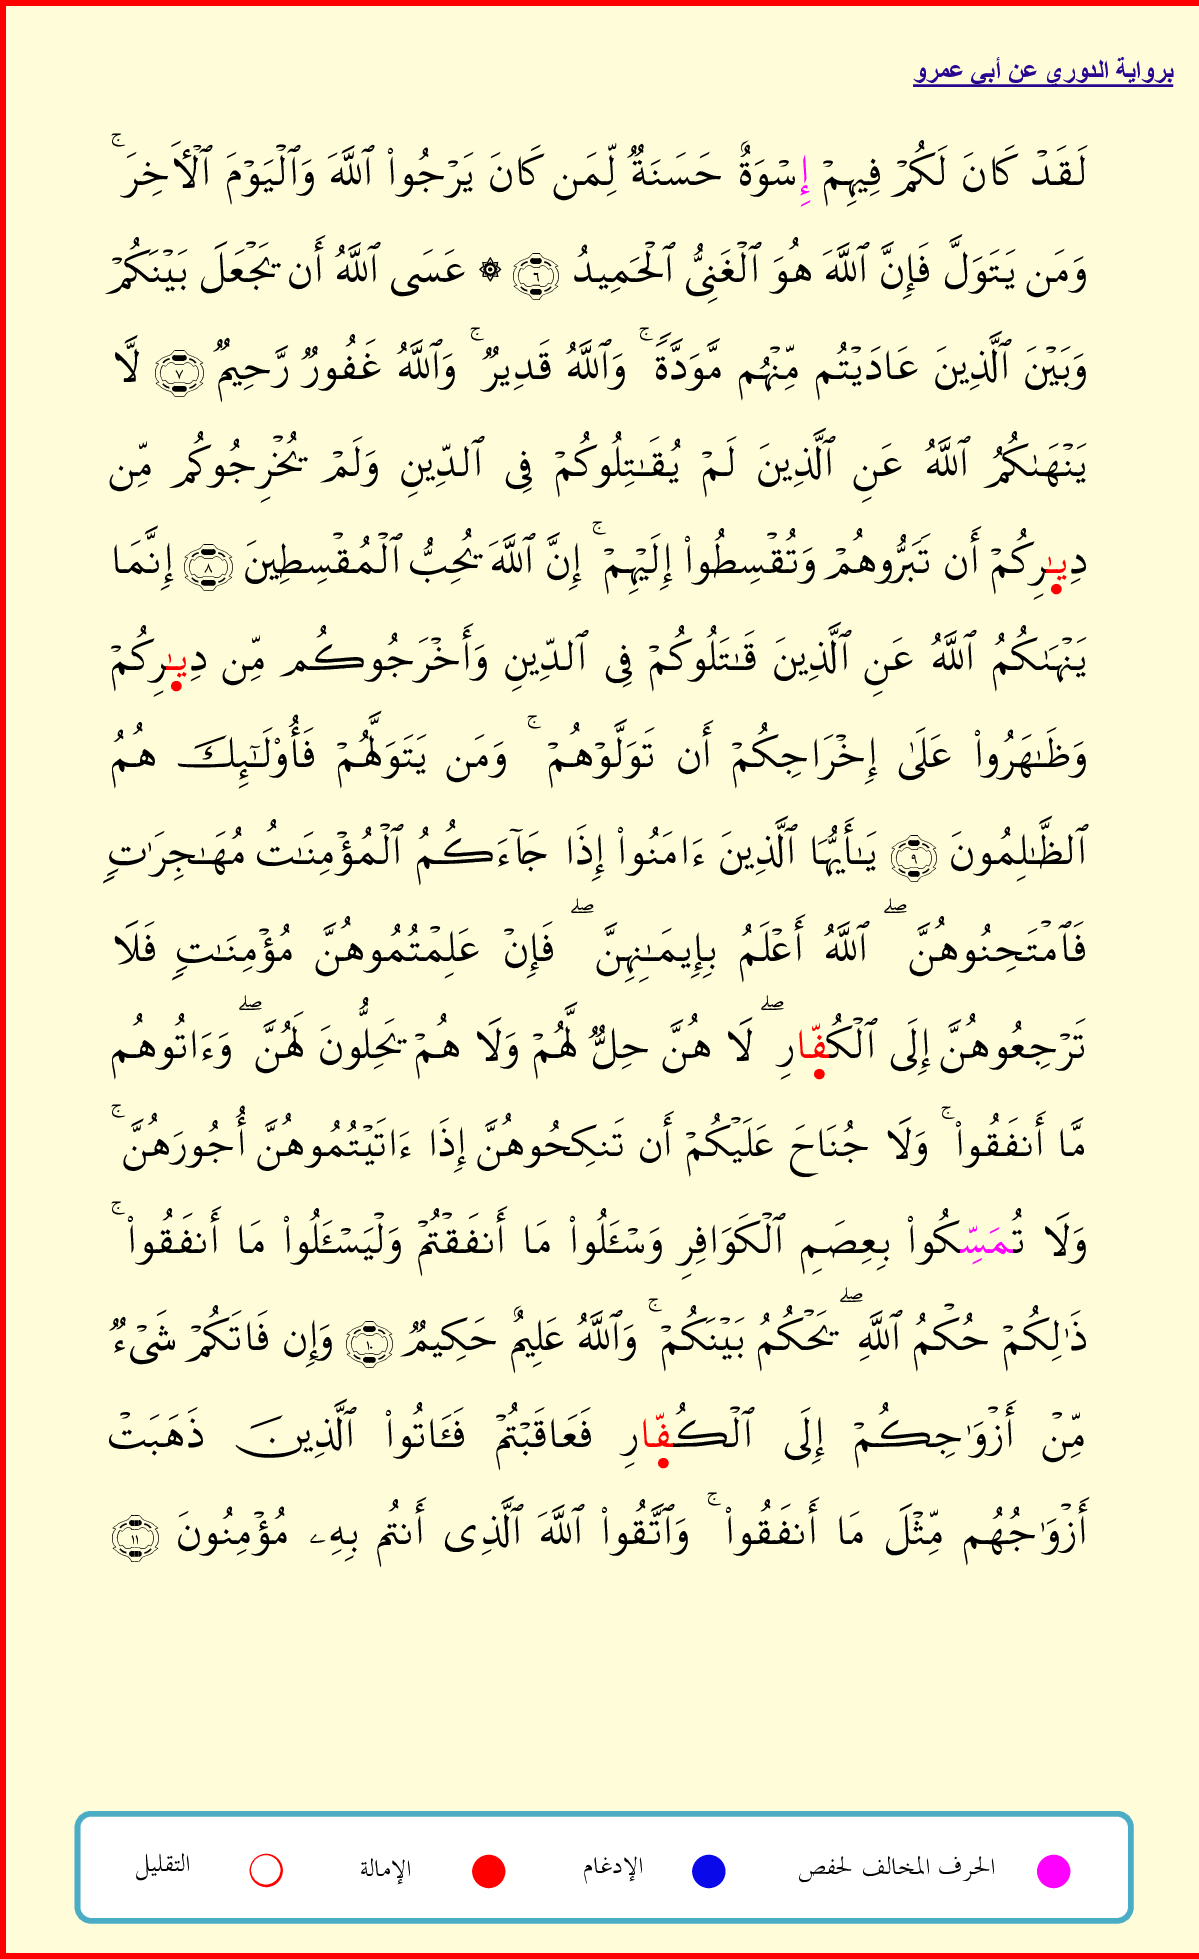 برواية الدوري عن أبي عمرو
لَقَدْ كَانَ لَكُمْ فِيهِمْ إِسْوَةٌ حَسَنَةٌ لِّمَن كَانَ يَرْجُوا۟ ٱللَّهَ وَٱلْيَوْمَ ٱلْأَخِرَ ۚ
وَمَن يَتَوَلَّ فَإِنَّ ٱللَّهَ هُوَ ٱلْغَنِىُّ ٱلْحَمِيدُ ٦ ۞ عَسَى ٱللَّهُ أَن يَجْعَلَ بَيْنَكُمْ
وَبَيْنَ ٱلَّذِينَ عَادَيْتُم مِّنْهُم مَّوَدَّةً ۚ وَٱللَّهُ قَدِيرٌ ۚ وَٱللَّهُ غَفُورٌ رَّحِيمٌ ٧ لَّا
يَنْهَىٰكُمُ ٱللَّهُ عَنِ ٱلَّذِينَ لَمْ يُقَـٰتِلُوكُمْ فِى ٱلدِّينِ وَلَمْ يُخْرِجُوكُم مِّن
دِيـٰرِكُمْ أَن تَبَرُّوهُمْ وَتُقْسِطُوا۟ إِلَيْهِمْ ۚ إِنَّ ٱللَّهَ يُحِبُّ ٱلْمُقْسِطِينَ ٨ إِنَّمَا
يَنْهَىٰكُمُ ٱللَّهُ عَنِ ٱلَّذِينَ قَـٰتَلُوكُمْ فِى ٱلدِّينِ وَأَخْرَجُوكُم مِّن دِيـٰرِكُمْ
وَظَـٰهَرُوا۟ عَلَىٰ إِخْرَاجِكُمْ أَن تَوَلَّوْهُمْ ۚ وَمَن يَتَوَلَّهُمْ فَأُو۟لَـٰٓئِكَ هُمُ
ٱلظَّـٰلِمُونَ ٩ يَـٰأَيُّهَا ٱلَّذِينَ ءَامَنُوا۟ إِذَا جَآءَكُمُ ٱلْمُؤْمِنَـٰتُ مُهَـٰجِرَٰتٍ
فَٱمْتَحِنُوهُنَّ ۖ ٱللَّهُ أَعْلَمُ بِإِيمَـٰنِهِنَّ ۖ فَإِنْ عَلِمْتُمُوهُنَّ مُؤْمِنَـٰتٍ فَلَا
تَرْجِعُوهُنَّ إِلَى ٱلْكُفّارِ ۖ لَا هُنَّ حِلٌّ لَّهُمْ وَلَا هُمْ يَحِلُّونَ لَهُنَّ ۖ وَءَاتُوهُم
مَّا أَنفَقُوا۟ ۚ وَلَا جُنَاحَ عَلَيْكُمْ أَن تَنكِحُوهُنَّ إِذَا ءَاتَيْتُمُوهُنَّ أُجُورَهُنَّ ۚ
وَلَا تُمَسِّكُوا۟ بِعِصَمِ ٱلْكَوَافِرِ وَسْـَٔلُوا۟ مَا أَنفَقْتُمْ وَلْيَسْـَٔلُوا۟ مَا أَنفَقُوا۟ ۚ
ذَٰلِكُمْ حُكْمُ ٱللَّهِ ۖ يَحْكُمُ بَيْنَكُمْ ۚ وَٱللَّهُ عَلِيمٌ حَكِيمٌ ١٠ وَإِن فَاتَكُمْ شَىْءٌ
مِّنْ أَزْوَٰجِكُمْ إِلَى ٱلْكُفّارِ فَعَاقَبْتُمْ فَـَٔاتُوا۟ ٱلَّذِينَ ذَهَبَتْ
أَزْوَٰجُهُم مِّثْلَ مَا أَنفَقُوا۟ ۚ وَٱتَّقُوا۟ ٱللَّهَ ٱلَّذِى أَنتُم بِهِۦ مُؤْمِنُونَ ١١
الحرف المخالف لحفص الإدغام الإمالة التقليل